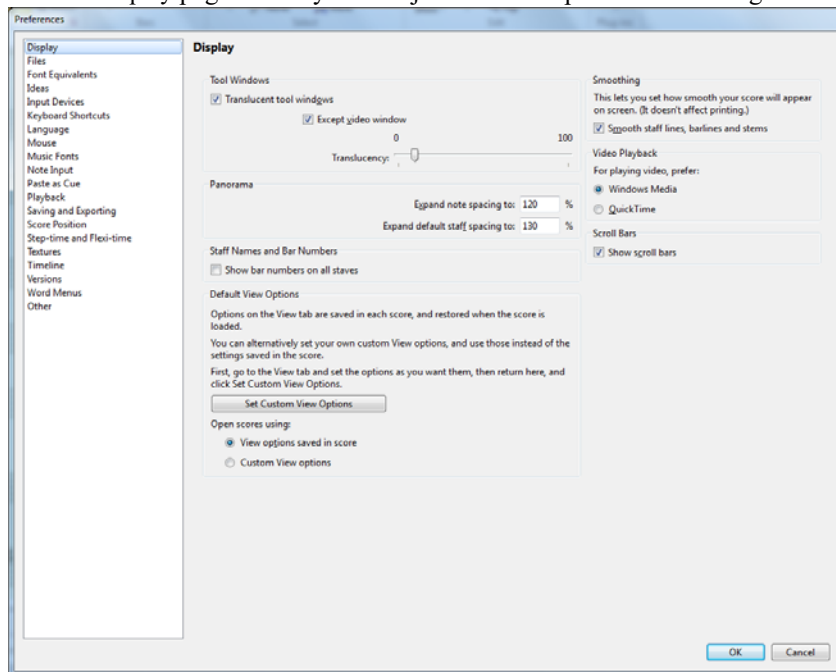 Preferences
Display
Files
Font Equivalents
Ideas
Input Devices
Keyboard Shortcuts
Language
Mouse
Music Fonts
Note Input
Paste as Cue
Playback
Saving and Exporting
Score Position
Step-time and Flexi-time
Textures
Timeline
Versions
Word Menus
Other
Display
Tool Windows
Translucent tool windows
Except video window
0 100
Translucency:
Panorama
Expand note spacing to: 120 %
Expand default staff spacing to: 130 %
Staff Names and Bar Numbers
Show bar numbers on all staves
Default View Options
Options on the View tab are saved in each score, and restored when the score is
loaded.
You can alternatively set your own custom View options, and use those instead of the
settings saved in the score.
First, go to the View tab and set the options as you want them, then return here, and
click Set Custom View Options.
Set Custom View Options
Open scores using:
View options saved in score
Custom View options
Smoothing
This lets you set how smooth your score will appear
on screen. (It doesn't affect printing.)
Smooth staff lines, barlines and stems
Video Playback
For playing video, prefer:
Windows Media
QuickTime
Scroll Bars
Show scroll bars
OK Cancel